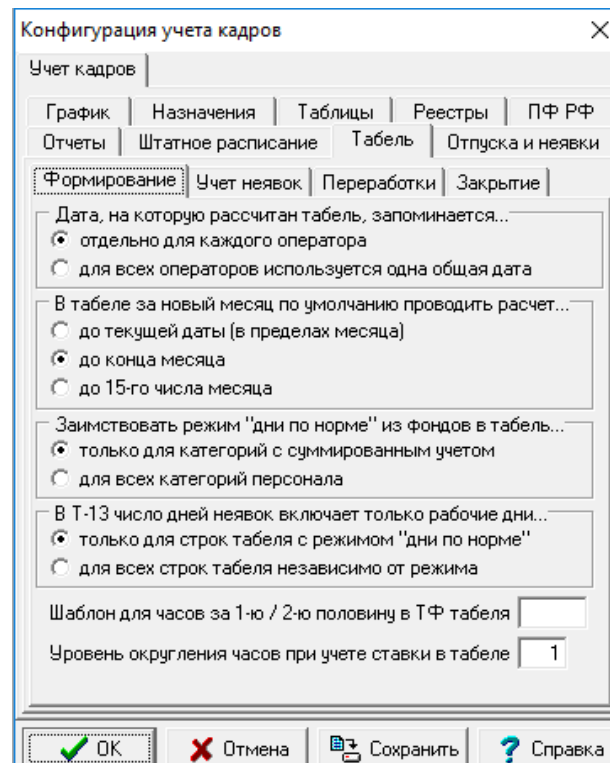 Конфигурация учета кадров
Учет кадров
График Назначения Таблицы Реестры ПФ РФ
Отчеты Штатное расписание Табель Отпуска и неявки
Формирование Учет неявок Переработки Закрытие
Дата, на которую рассчитан табель, запоминается...
отдельно для каждого оператора
для всех операторов используется одна общая дата
В табеле за новый месяц по умолчанию проводить расчет...
до текущей даты (в пределах месяца)
до конца месяца
до 15-го числа месяца
Заимствовать режим "дни по норме" из фондов в табель...
только для категорий с суммированным учетом
для всех категорий персонала
В Т-13 число дней неявок включает только рабочие дни...
только для строк табеля с режимом "дни по норме"
для всех строк табеля независимо от режима
Шаблон для часов за 1-ю / 2-ю половину в ТФ табеля
Уровень округления часов при учете ставки в табеле 1
OK Отмена Сохранить Справка